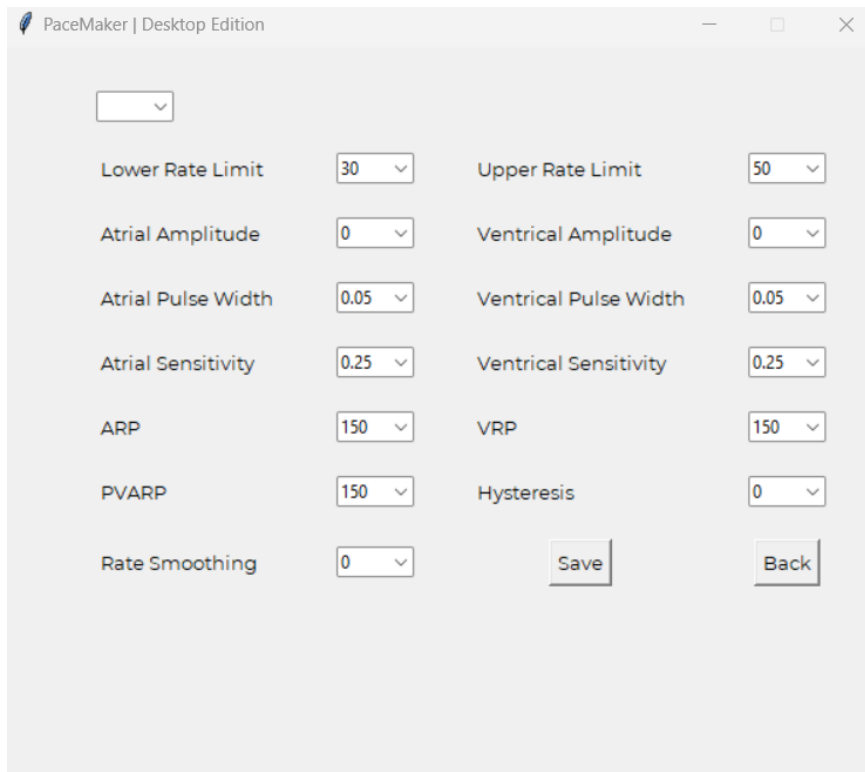 PaceMaker | Desktop Edition
Lower Rate Limit 30 Upper Rate Limit 50
Atrial Amplitude 0 Ventrical Amplitude 0
Atrial Pulse Width 0.05 Ventrical Pulse Width 0.05
Atrial Sensitivity 0.25 Ventrical Sensitivity 0.25
ARP 150 VRP 150
PVARP 150 Hysteresis 0
Rate Smoothing 0 Save Back